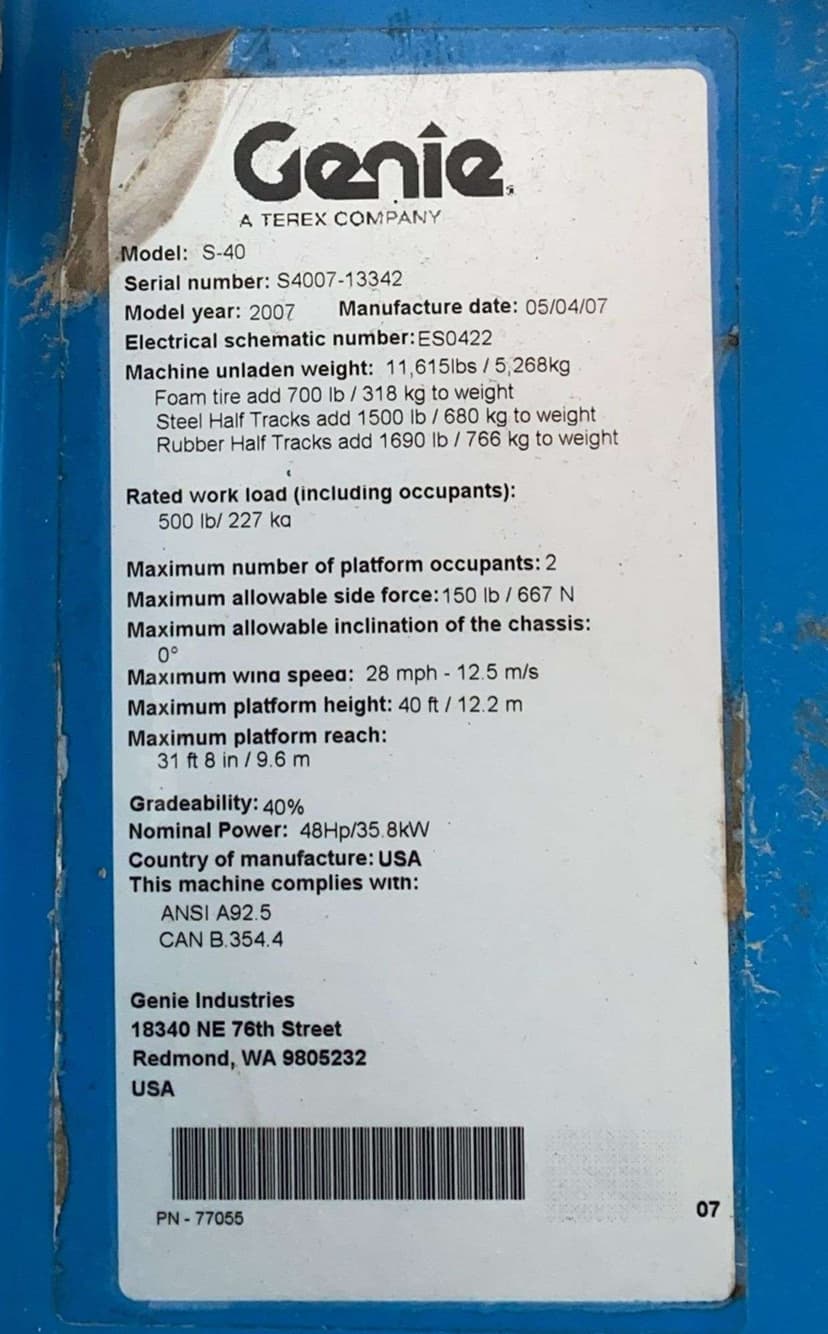 Genie
A TEREX COMPANY
Model: S-40
Serial number: S4007-13342
Model year: 2007 Manufacture date: 05/04/07
Electrical schematic number:ES0422
Machine unladen weight: 11,615lbs / 5,268kg
Foam tire add 700 lb / 318 kg to weight
Steel Half Tracks add 1500 lb / 680 kg to weight
Rubber Half Tracks add 1690 lb / 766 kg to weight
Rated work load (including occupants):
500 lb/ 227 kg
Maximum number of platform occupants: 2
Maximum allowable side force:150 lb / 667 N
Maximum allowable inclination of the chassis:
0°
Maximum wind speed: 28 mph - 12.5 m/s
Maximum platform height: 40 ft / 12.2 m
Maximum platform reach:
31 ft 8 in / 9.6 m
Gradeability: 40%
Nominal Power: 48Hp/35.8kW
Country of manufacture: USA
This machine complies with:
ANSI A92.5
CAN B.354.4
Genie Industries
18340 NE 76th Street
Redmond, WA 9805232
USA
PN - 77055
07